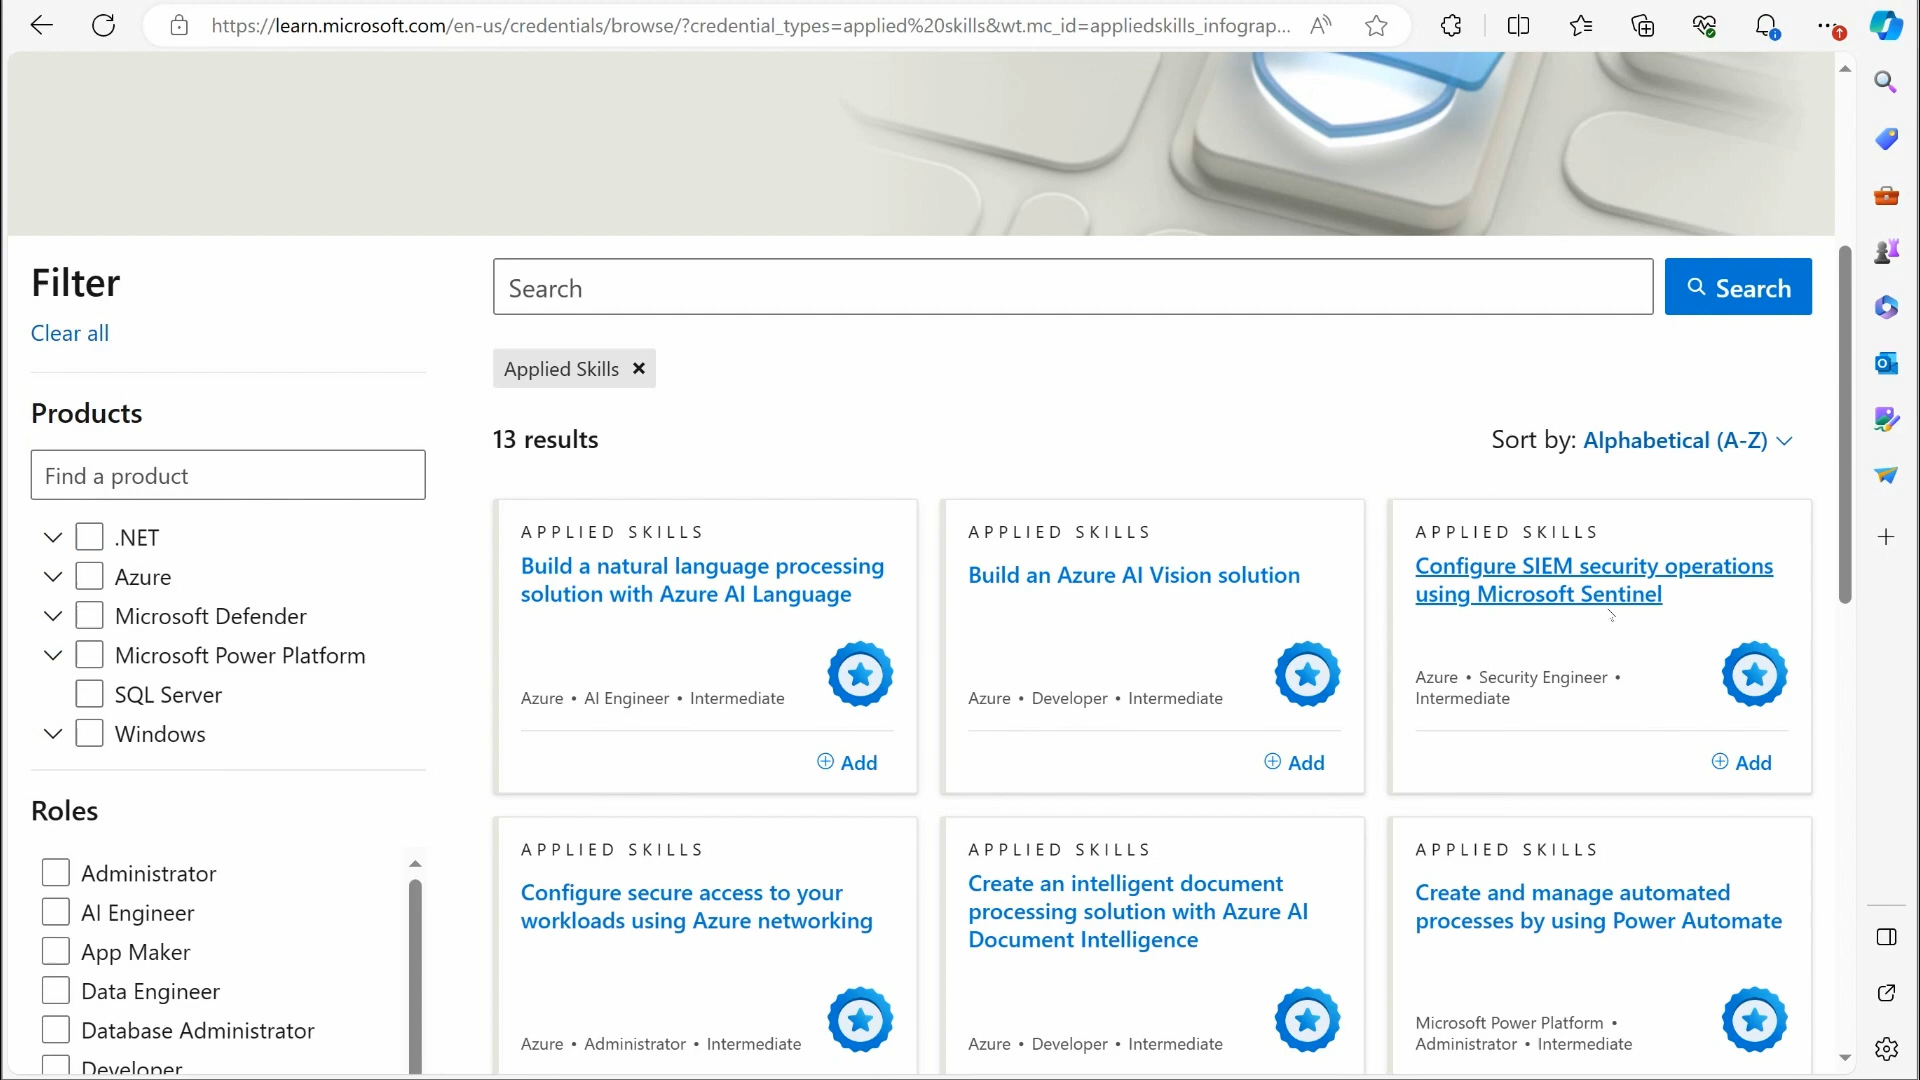 https://learn.microsoft.com/en-us/credentials/browse/?credential_types=applied%20skills&wt.mc_id=appliedskills_infograp...
Filter
Clear all
Products
Find a product
.NET
Azure
Microsoft Defender
Microsoft Power Platform
SQL Server
Windows
Roles
Administrator
AI Engineer
App Maker
Data Engineer
Database Administrator
Developer
Search
Search
Applied Skills
13 results
Sort by: Alphabetical (A-Z)
APPLIED SKILLS
Build a natural language processing
solution with Azure AI Language
Azure • AI Engineer • Intermediate
Add
APPLIED SKILLS
Build an Azure AI Vision solution
Azure • Developer • Intermediate
Add
APPLIED SKILLS
Configure SIEM security operations
using Microsoft Sentinel
Azure • Security Engineer •
Intermediate
Add
APPLIED SKILLS
Configure secure access to your
workloads using Azure networking
Azure • Administrator • Intermediate
APPLIED SKILLS
Create an intelligent document
processing solution with Azure AI
Document Intelligence
Azure • Developer • Intermediate
APPLIED SKILLS
Create and manage automated
processes by using Power Automate
Microsoft Power Platform •
Administrator • Intermediate